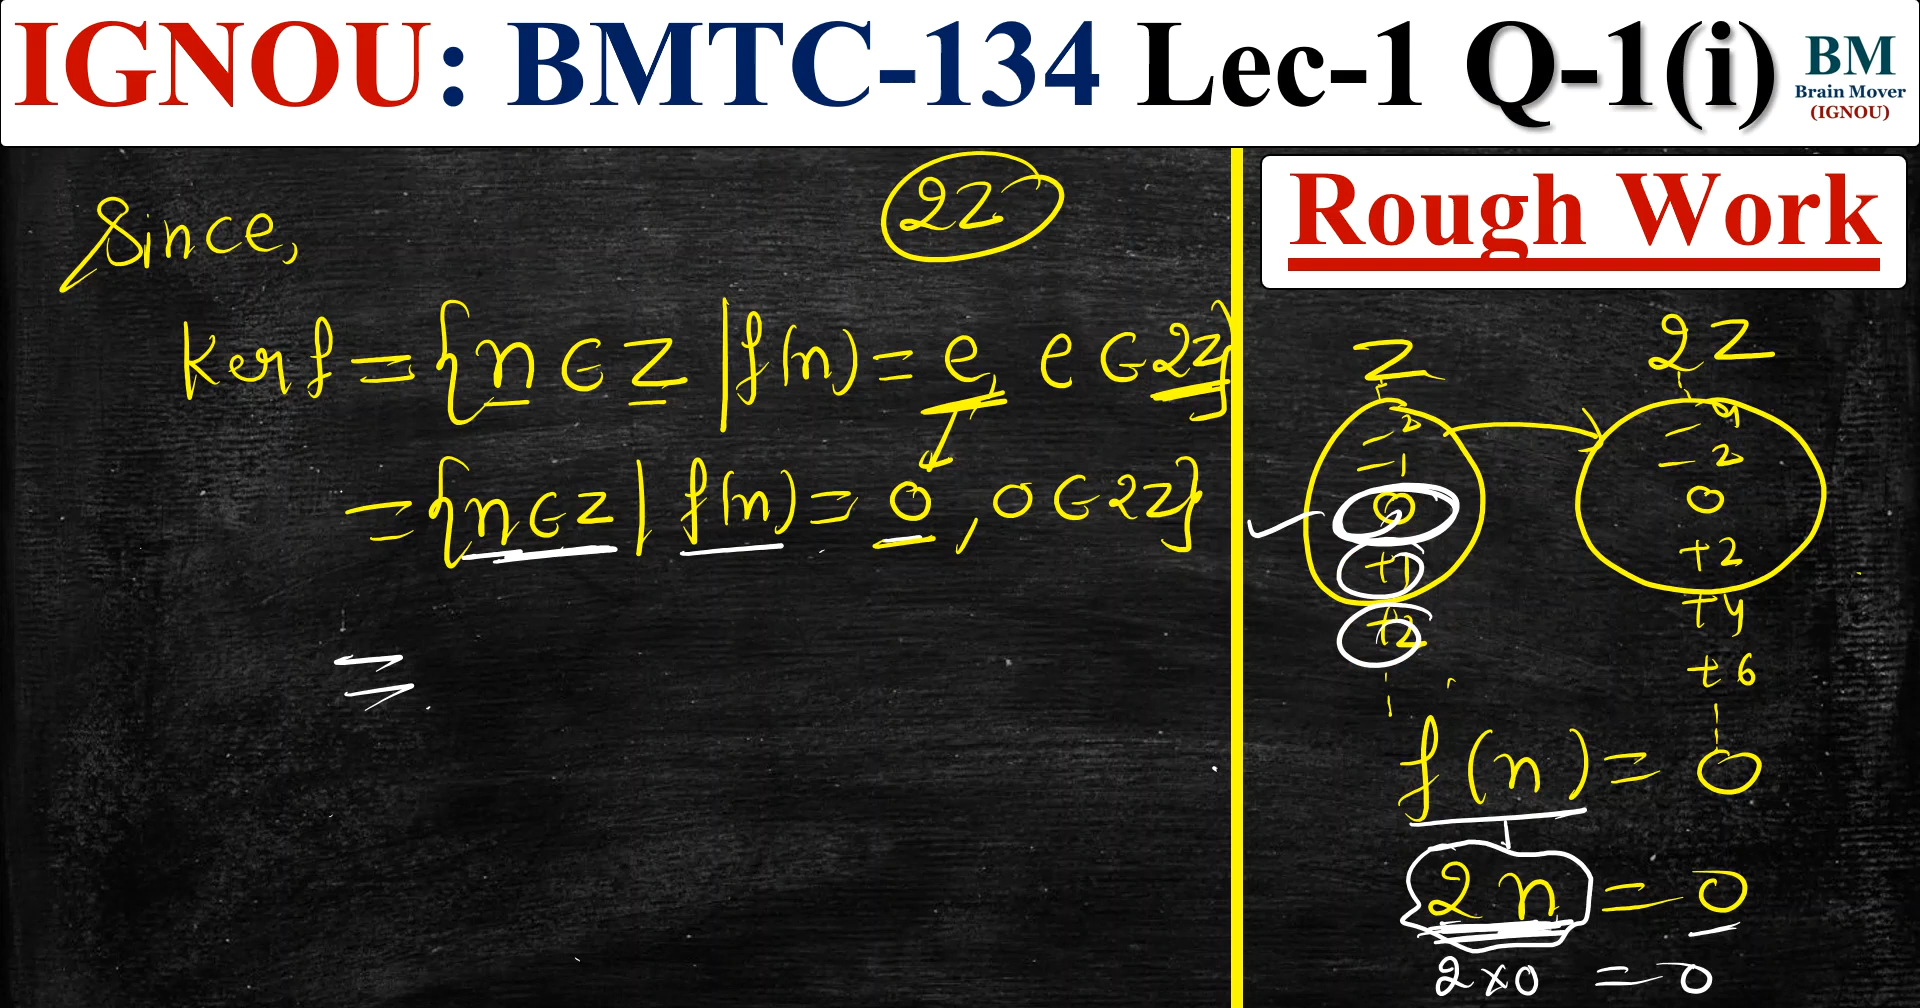 IGNOU: BMTC-134 Lec-1 Q-1(i)
BM
Brain Mover
(IGNOU)
2Z
Since,
Ker f = {n ∈ Z | f(n) = e, e ∈ 2Z}
= {n ∈ Z | f(n) = 0, 0 ∈ 2Z}
=
Rough Work
Z 2Z
-2 -4
-1 -2
0 0
+1 +2
+2 +4
+6
f(n) = 0
2n = 0
2×0 = 0